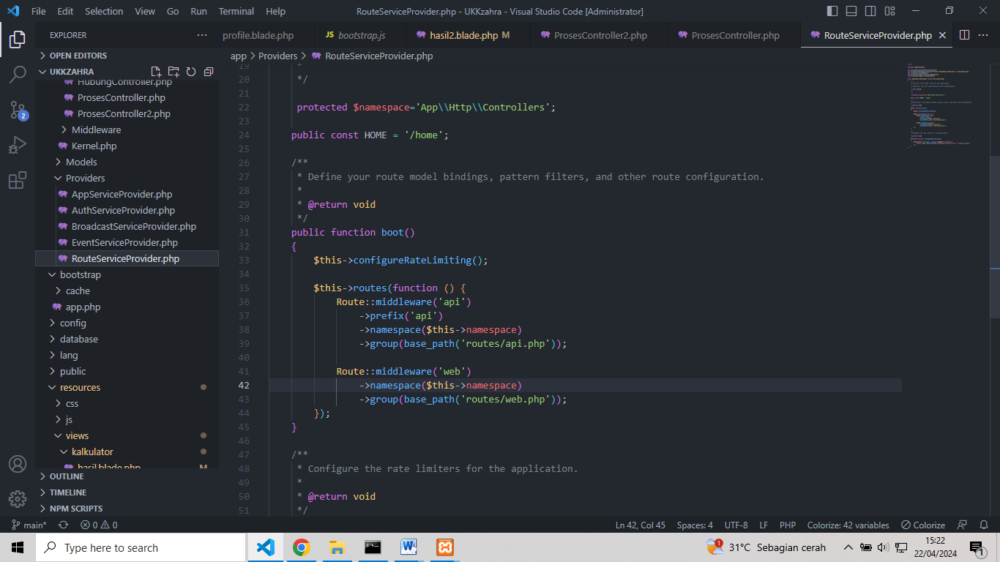 File Edit Selection View Go Run Terminal Help
RouteServiceProvider.php - UKKzahra - Visual Studio Code [Administrator]
EXPLORER
profile.blade.php
JS bootstrap.js
hasil2.blade.php M
ProsesController2.php
ProsesController.php
RouteServiceProvider.php
app > Providers > RouteServiceProvider.php
OPEN EDITORS
UKKZAHRA
HubungController.php
ProsesController.php
ProsesController2.php
Middleware
Kernel.php
Models
Providers
AppServiceProvider.php
AuthServiceProvider.php
BroadcastServiceProvider.php
EventServiceProvider.php
RouteServiceProvider.php
bootstrap
cache
app.php
config
database
lang
public
resources
css
js
views
kalkulator
hasil.blade.php M
OUTLINE
TIMELINE
NPM SCRIPTS
2
19 *
20 */
21
22 protected $namespace='App\\Http\\Controllers';
23
24 public const HOME = '/home';
25
26 /**
27 * Define your route model bindings, pattern filters, and other route configuration.
28 *
29 * @return void
30 */
31 public function boot()
32 {
33 $this->configureRateLimiting();
34
35 $this->routes(function () {
36 Route::middleware('api')
37 ->prefix('api')
38 ->namespace($this->namespace)
39 ->group(base_path('routes/api.php'));
40
41 Route::middleware('web')
42 ->namespace($this->namespace)
43 ->group(base_path('routes/web.php'));
44 });
45 }
46
47 /**
48 * Configure the rate limiters for the application.
49 *
50 * @return void
51 */
main* 0 0
Ln 42, Col 45 Spaces: 4 UTF-8 LF PHP Colorize: 42 variables Colorize
Type here to search
1 31°C Sebagian cerah
15:22
22/04/2024
1